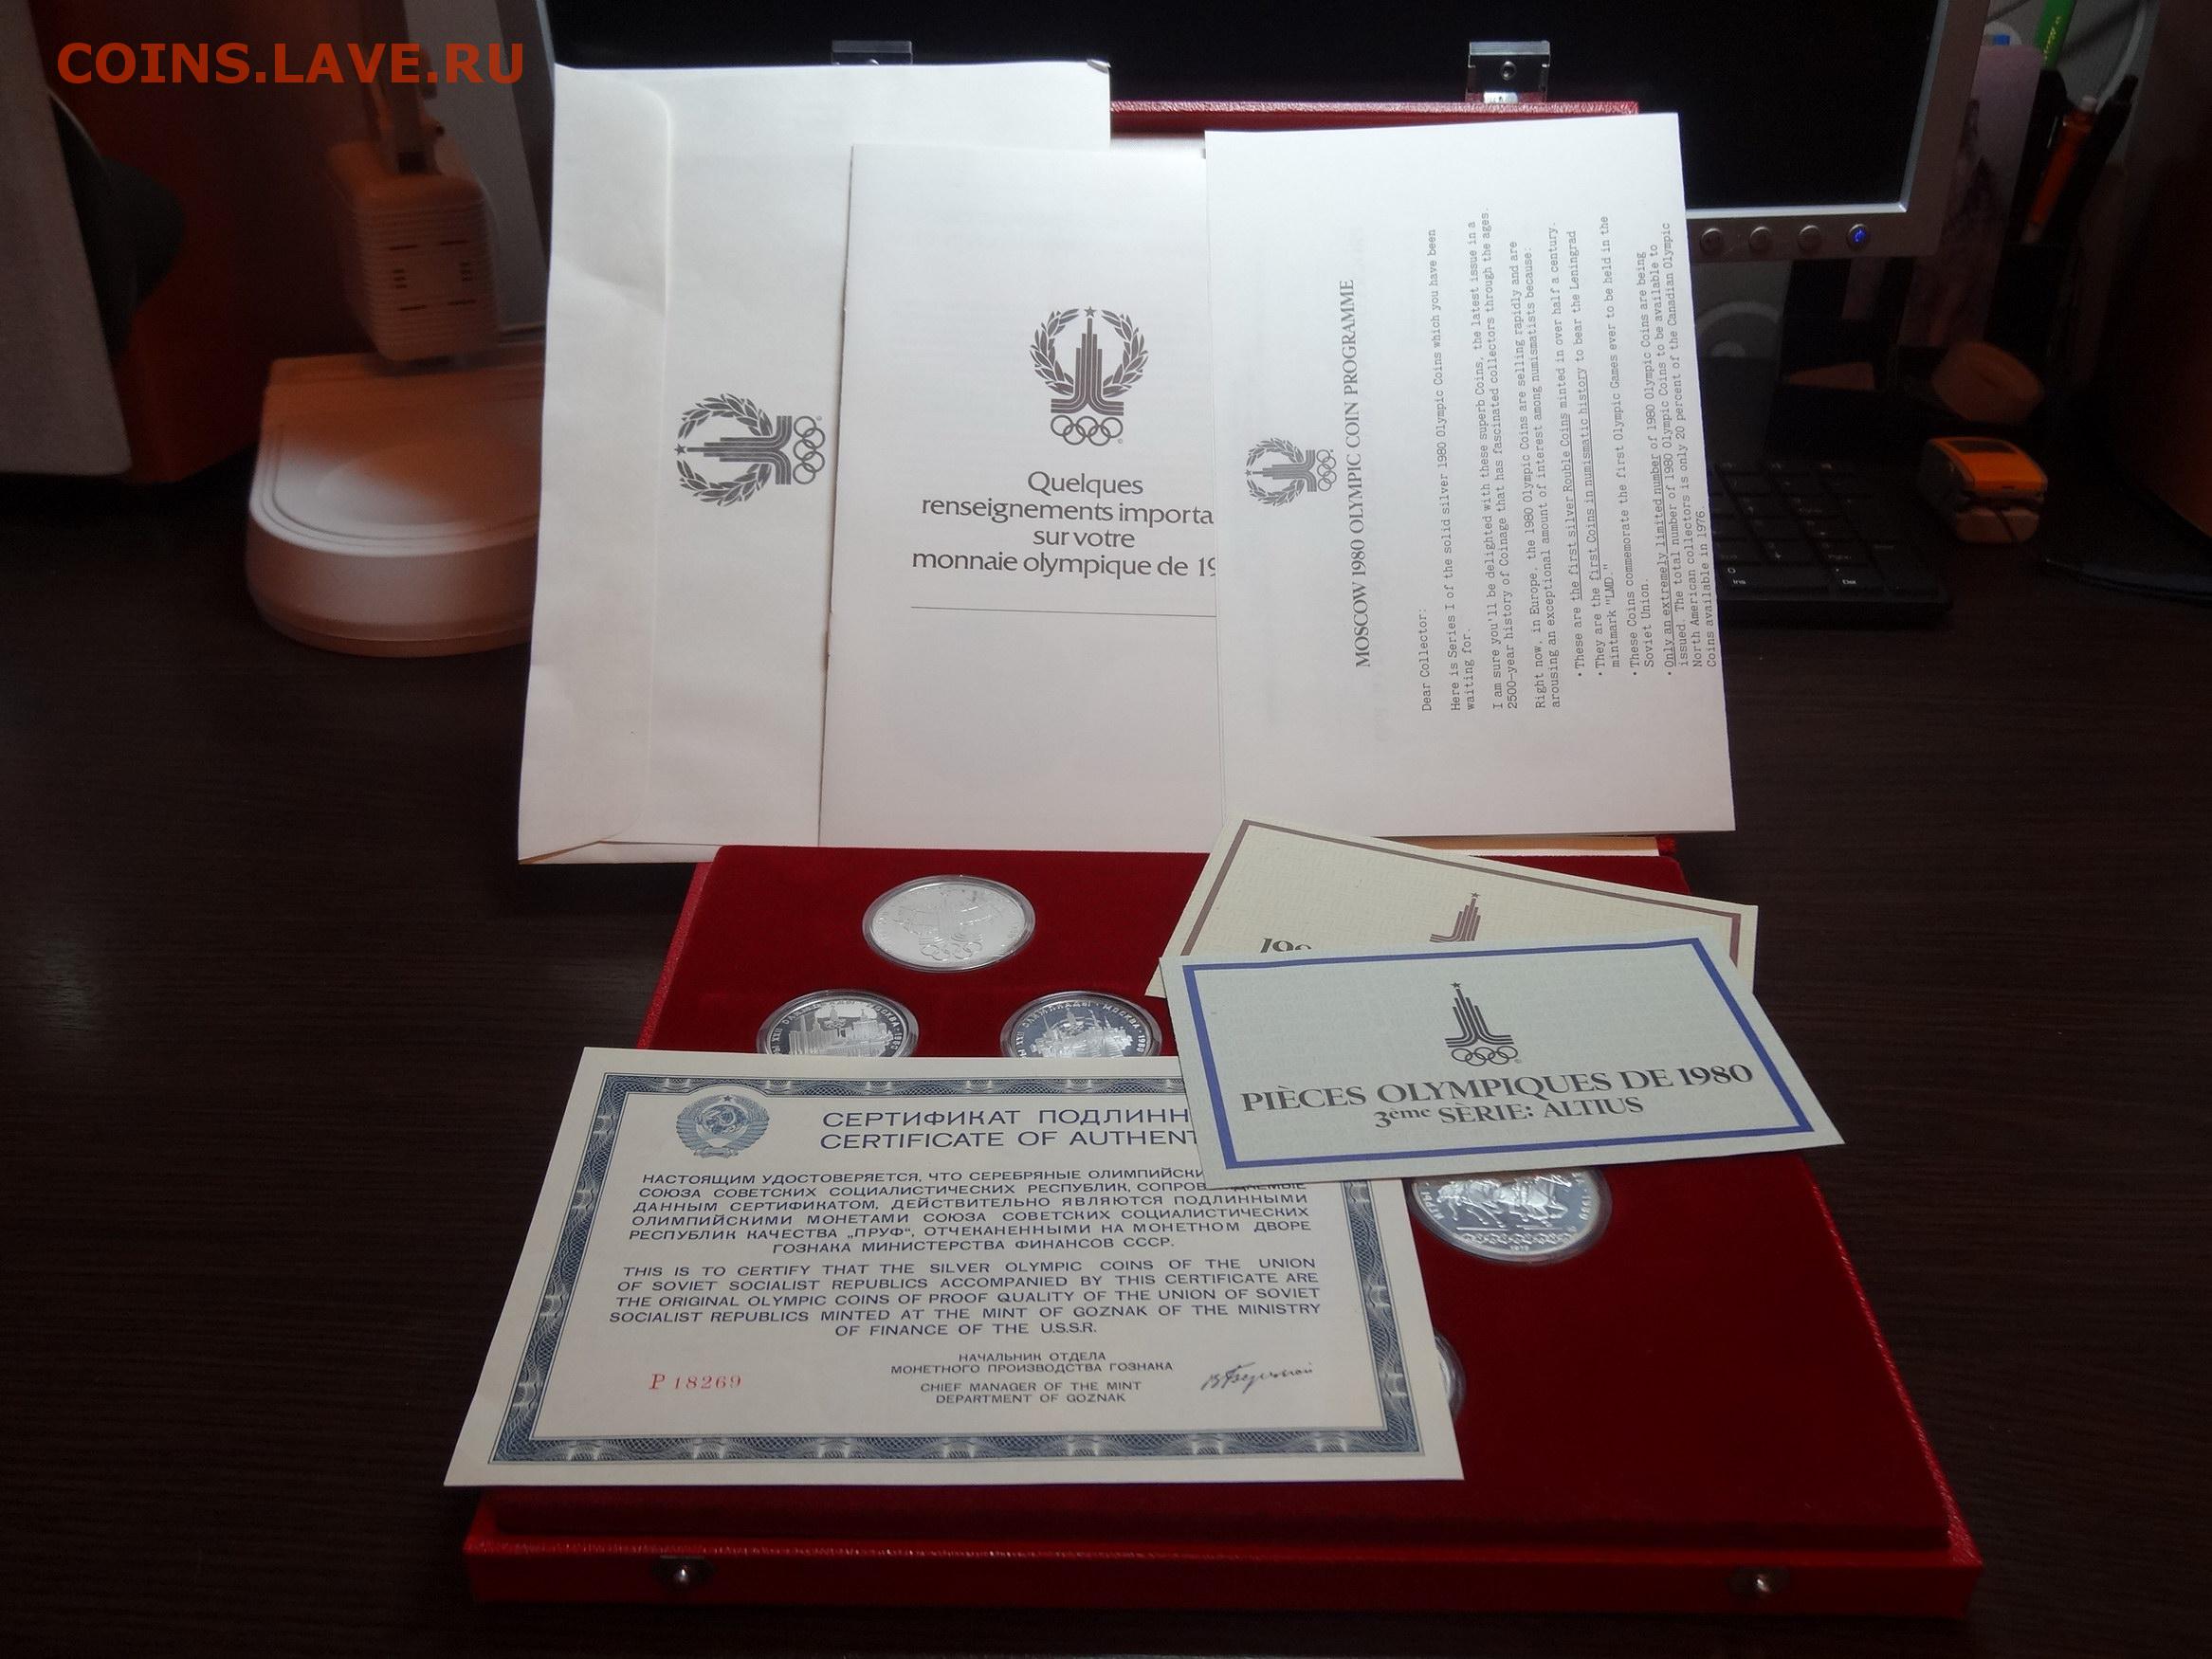 COINS.LAVE.RU
Quelques
renseignements importa
sur votre
monnaie olympique de 19
MOSCOW 1980 OLYMPIC COIN PROGRAMME
Dear Collector:
Here is Series I of the solid silver 1980 Olympic Coins which you have been
waiting for.
I am sure you'll be delighted with these superb Coins, the latest issue in a
2500-year history of Coinage that has fascinated collectors through the ages.
Right now, in Europe, the 1980 Olympic Coins are selling rapidly and are
arousing an exceptional amount of interest among numismatists because:
• These are the first silver Rouble Coins minted in over half a century.
• They are the first Coins in numismatic history to bear the Leningrad
mintmark "LMD."
• These Coins commemorate the first Olympic Games ever to be held in the
Soviet Union.
• Only an extremely limited number of 1980 Olympic Coins are being
issued. The total number of 1980 Olympic Coins to be available to
North American collectors is only 20 percent of the Canadian Olympic
Coins available in 1976.
PIÈCES OLYMPIQUES DE 1980
3ème SÈRIE: ALTIUS
ОЛИМПИАДЫ • МОСКВА • 1980
XXII ОЛИМПИАДЫ • МОСКВА • 1980
СЕРТИФИКАТ ПОДЛИНН
CERTIFICATE OF AUTHENT
НАСТОЯЩИМ УДОСТОВЕРЯЕТСЯ, ЧТО СЕРЕБРЯНЫЕ ОЛИМПИЙСКИ
СОЮЗА СОВЕТСКИХ СОЦИАЛИСТИЧЕСКИХ РЕСПУБЛИК, СОПРОВ ДАЕМЫЕ
ДАННЫМ СЕРТИФИКАТОМ, ДЕЙСТВИТЕЛЬНО ЯВЛЯЮТСЯ ПОДЛИННЫМИ
ОЛИМПИЙСКИМИ МОНЕТАМИ СОЮЗА СОВЕТСКИХ СОЦИАЛИСТИЧЕСКИХ
РЕСПУБЛИК КАЧЕСТВА „ПРУФ“, ОТЧЕКАНЕННЫМИ НА МОНЕТНОМ ДВОРЕ
ГОЗНАКА МИНИСТЕРСТВА ФИНАНСОВ СССР.
THIS IS TO CERTIFY THAT THE SILVER OLYMPIC COINS OF THE UNION
OF SOVIET SOCIALIST REPUBLICS ACCOMPANIED BY THIS CERTIFICATE ARE
THE ORIGINAL OLYMPIC COINS OF PROOF QUALITY OF THE UNION OF SOVIET
SOCIALIST REPUBLICS MINTED AT THE MINT OF GOZNAK OF THE MINISTRY
OF FINANCE OF THE U.S.S.R.
НАЧАЛЬНИК ОТДЕЛА
МОНЕТНОГО ПРОИЗВОДСТВА ГОЗНАКА
CHIEF MANAGER OF THE MINT
DEPARTMENT OF GOZNAK
P 18269